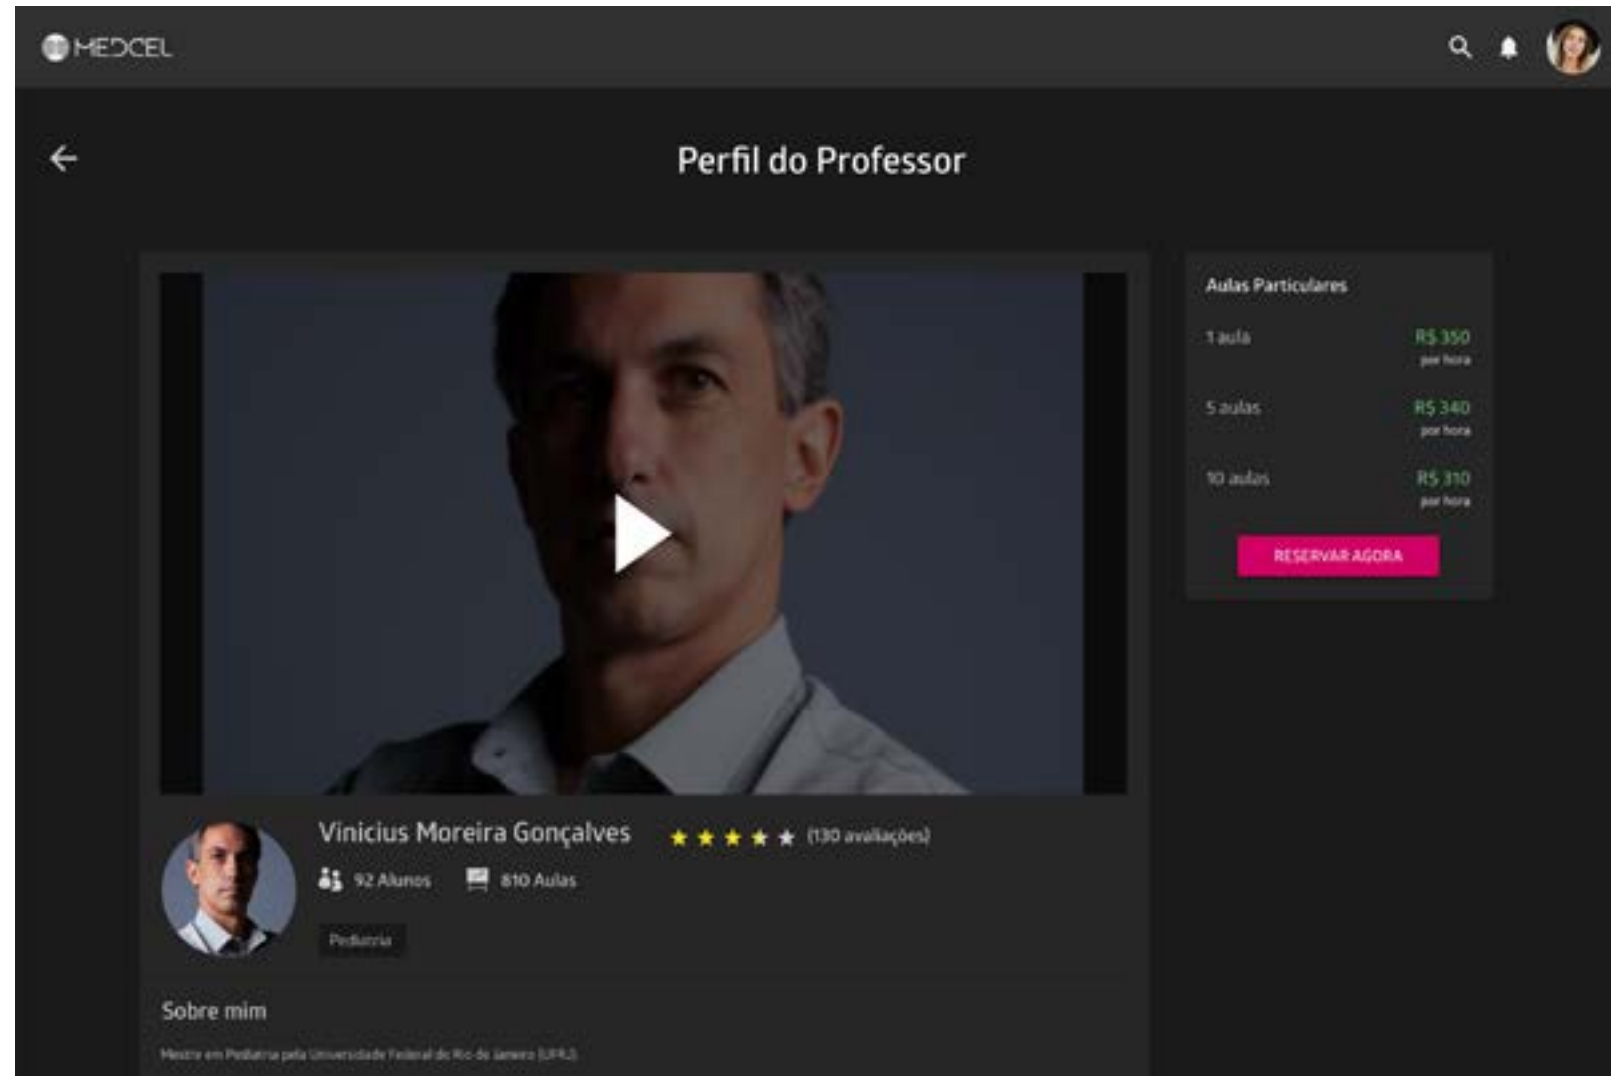 MEDCEL
Perfil do Professor
Aulas Particulares
1 aula
R$ 350
por hora
5 aulas
R$ 340
por hora
10 aulas
R$ 310
por hora
RESERVAR AGORA
Vinicius Moreira Gonçalves
(130 avaliações)
92 Alunos
810 Aulas
Pediatria
Sobre mim
Mestre em Pediatria pela Universidade Federal do Rio de Janeiro (UFRJ).